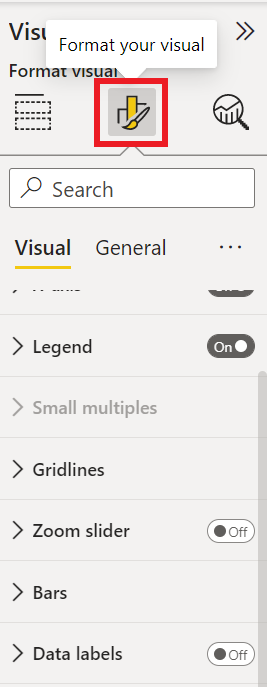 Visu
Format your visual
Format visual
Search
Visual General ...
Legend On
Small multiples
Gridlines
Zoom slider Off
Bars
Data labels Off